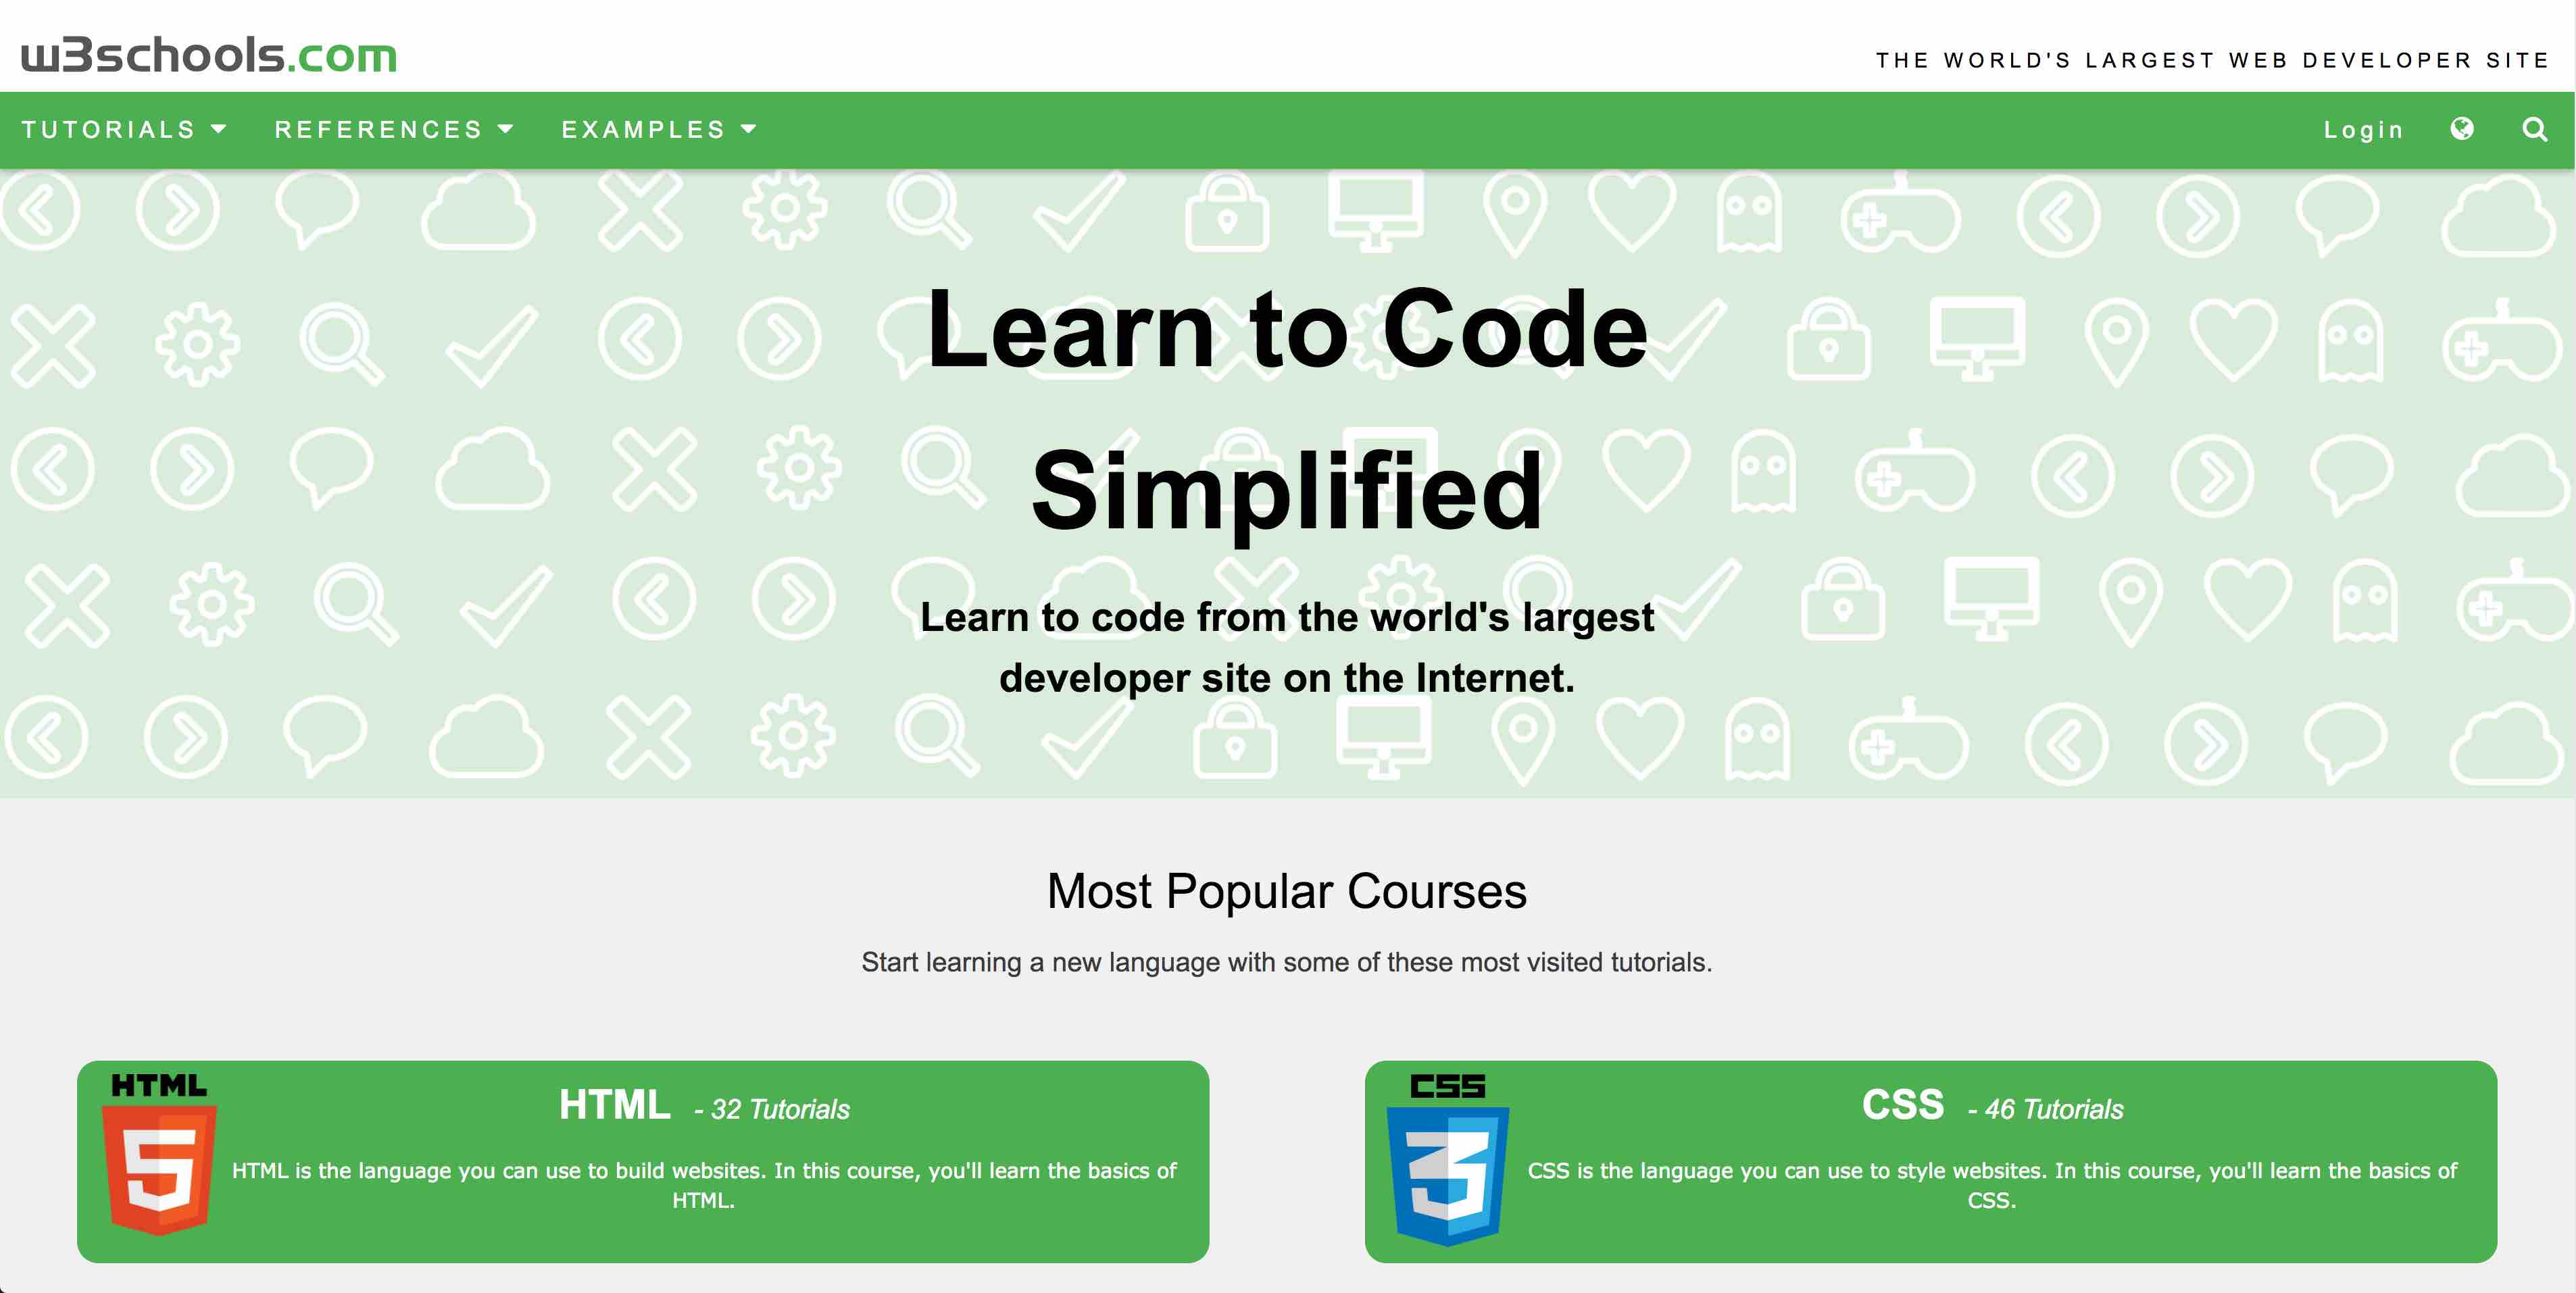 w3schools.com
THE WORLD'S LARGEST WEB DEVELOPER SITE
TUTORIALS REFERENCES EXAMPLES Login
Learn to Code
Simplified
Learn to code from the world's largest
developer site on the Internet.
Most Popular Courses
Start learning a new language with some of these most visited tutorials.
HTML
5
HTML - 32 Tutorials
HTML is the language you can use to build websites. In this course, you'll learn the basics of
HTML.
CSS
3
CSS - 46 Tutorials
CSS is the language you can use to style websites. In this course, you'll learn the basics of
CSS.